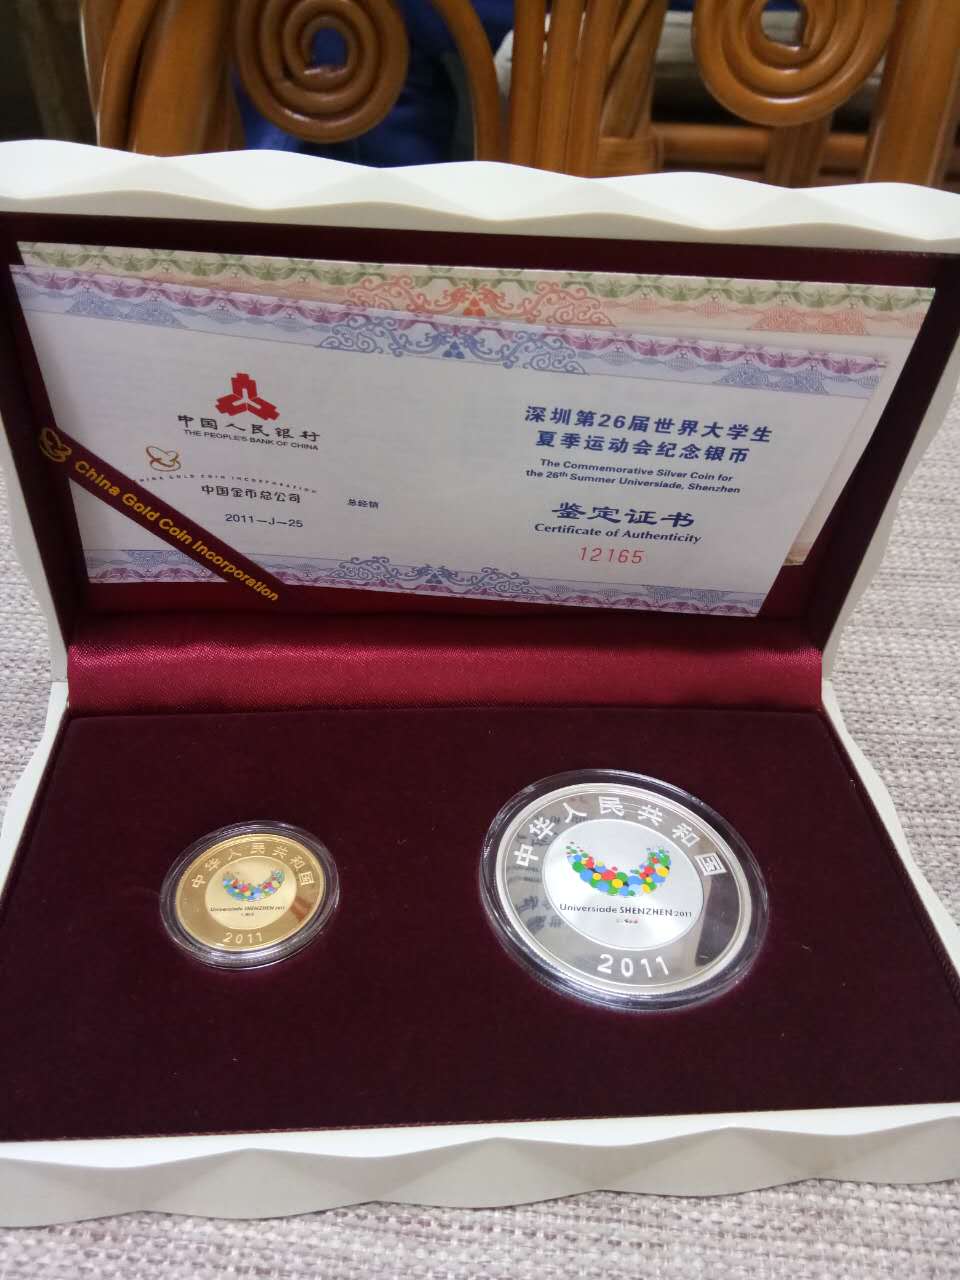 中国人民银行
THE PEOPLE'S BANK OF CHINA
CHINA GOLD COIN INCORPORATION
中国金币总公司
总经销
2011-J-25
China Gold Coin Incorporation
深圳第26届世界大学生
夏季运动会纪念银币
The Commemorative Silver Coin for
the 26th Summer Universiade, Shenzhen
鉴定证书
Certificate of Authenticity
12165
中华人民共和国
Universiade SHENZHEN 2011
2011
中华人民共和国
Universiade SHENZHEN 2011
2011